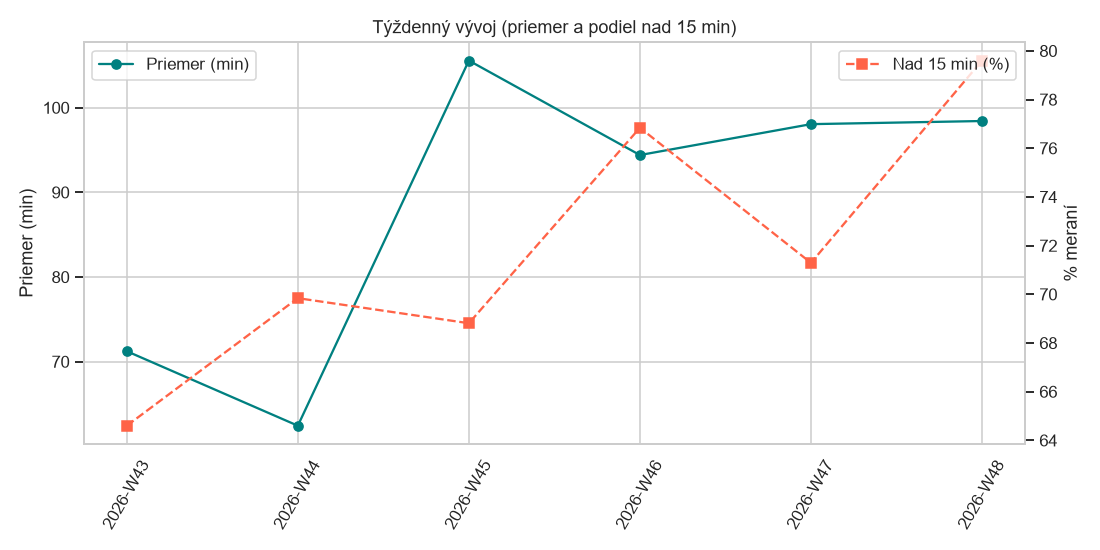 Týždenný vývoj (priemer a podiel nad 15 min)
Priemer (min)
Nad 15 min (%)
Priemer (min)
100
90
80
70
% meraní
80
78
76
74
72
70
68
66
64
2026-W43
2026-W44
2026-W45
2026-W46
2026-W47
2026-W48